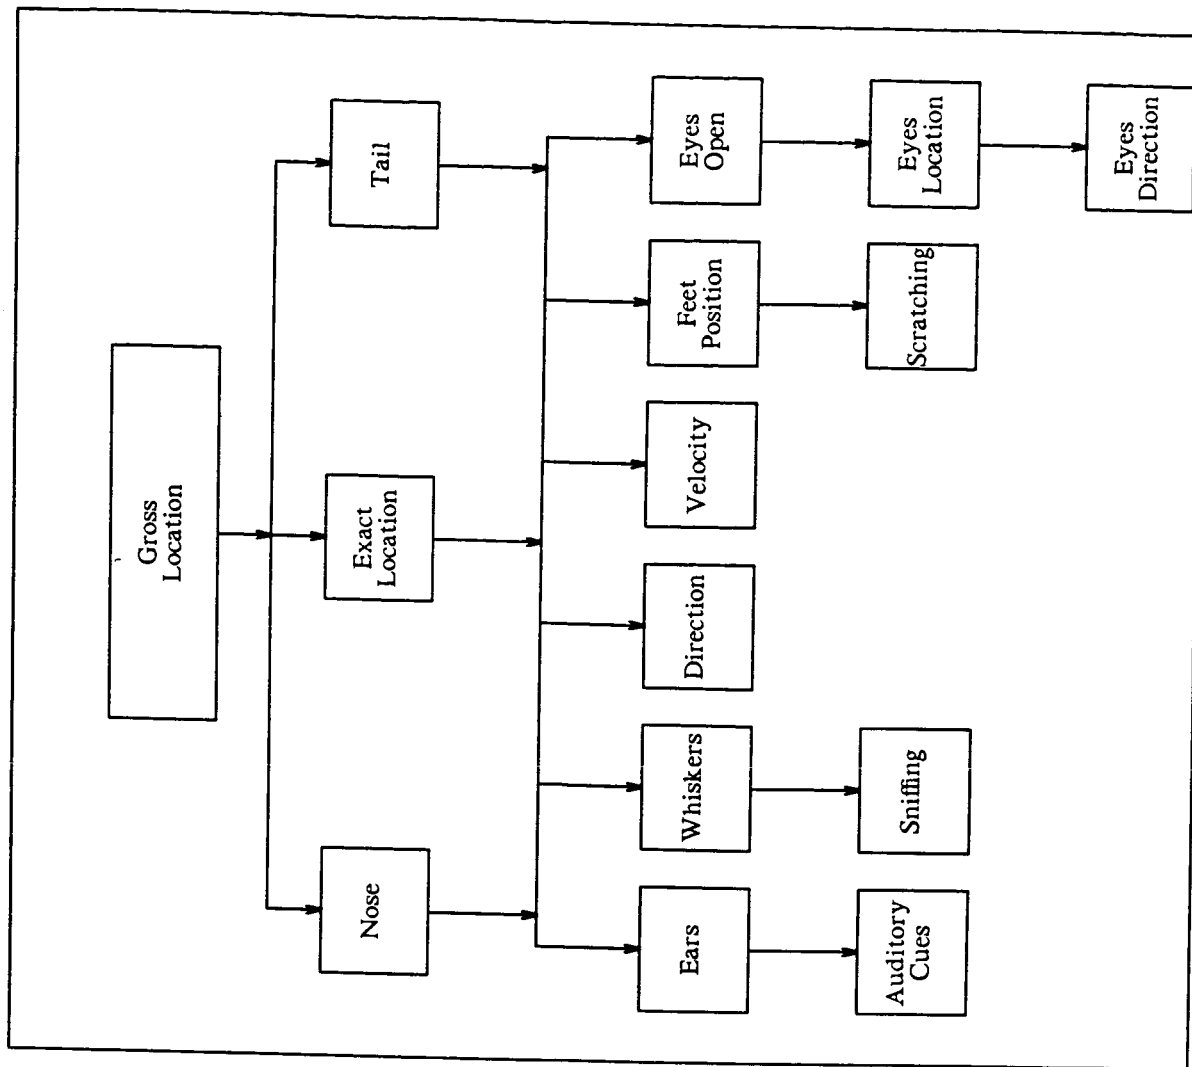 Gross
Location
Nose
Exact
Location
Tail
Ears
Whiskers
Direction
Velocity
Feet
Position
Eyes
Open
Auditory
Cues
Sniffing
Scratching
Eyes
Location
Eyes
Direction